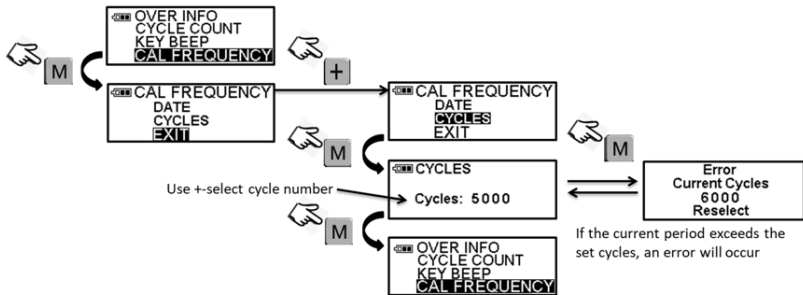 OVER INFO
CYCLE COUNT
KEY BEEP
CAL FREQUENCY
M
+
CAL FREQUENCY
DATE
CYCLES
EXIT
CAL FREQUENCY
DATE
CYCLES
EXIT
M
M
CYCLES
Cycles: 5000
Use +-select cycle number
Error
Current Cycles
6000
Reselect
If the current period exceeds the
set cycles, an error will occur
M
OVER INFO
CYCLE COUNT
KEY BEEP
CAL FREQUENCY